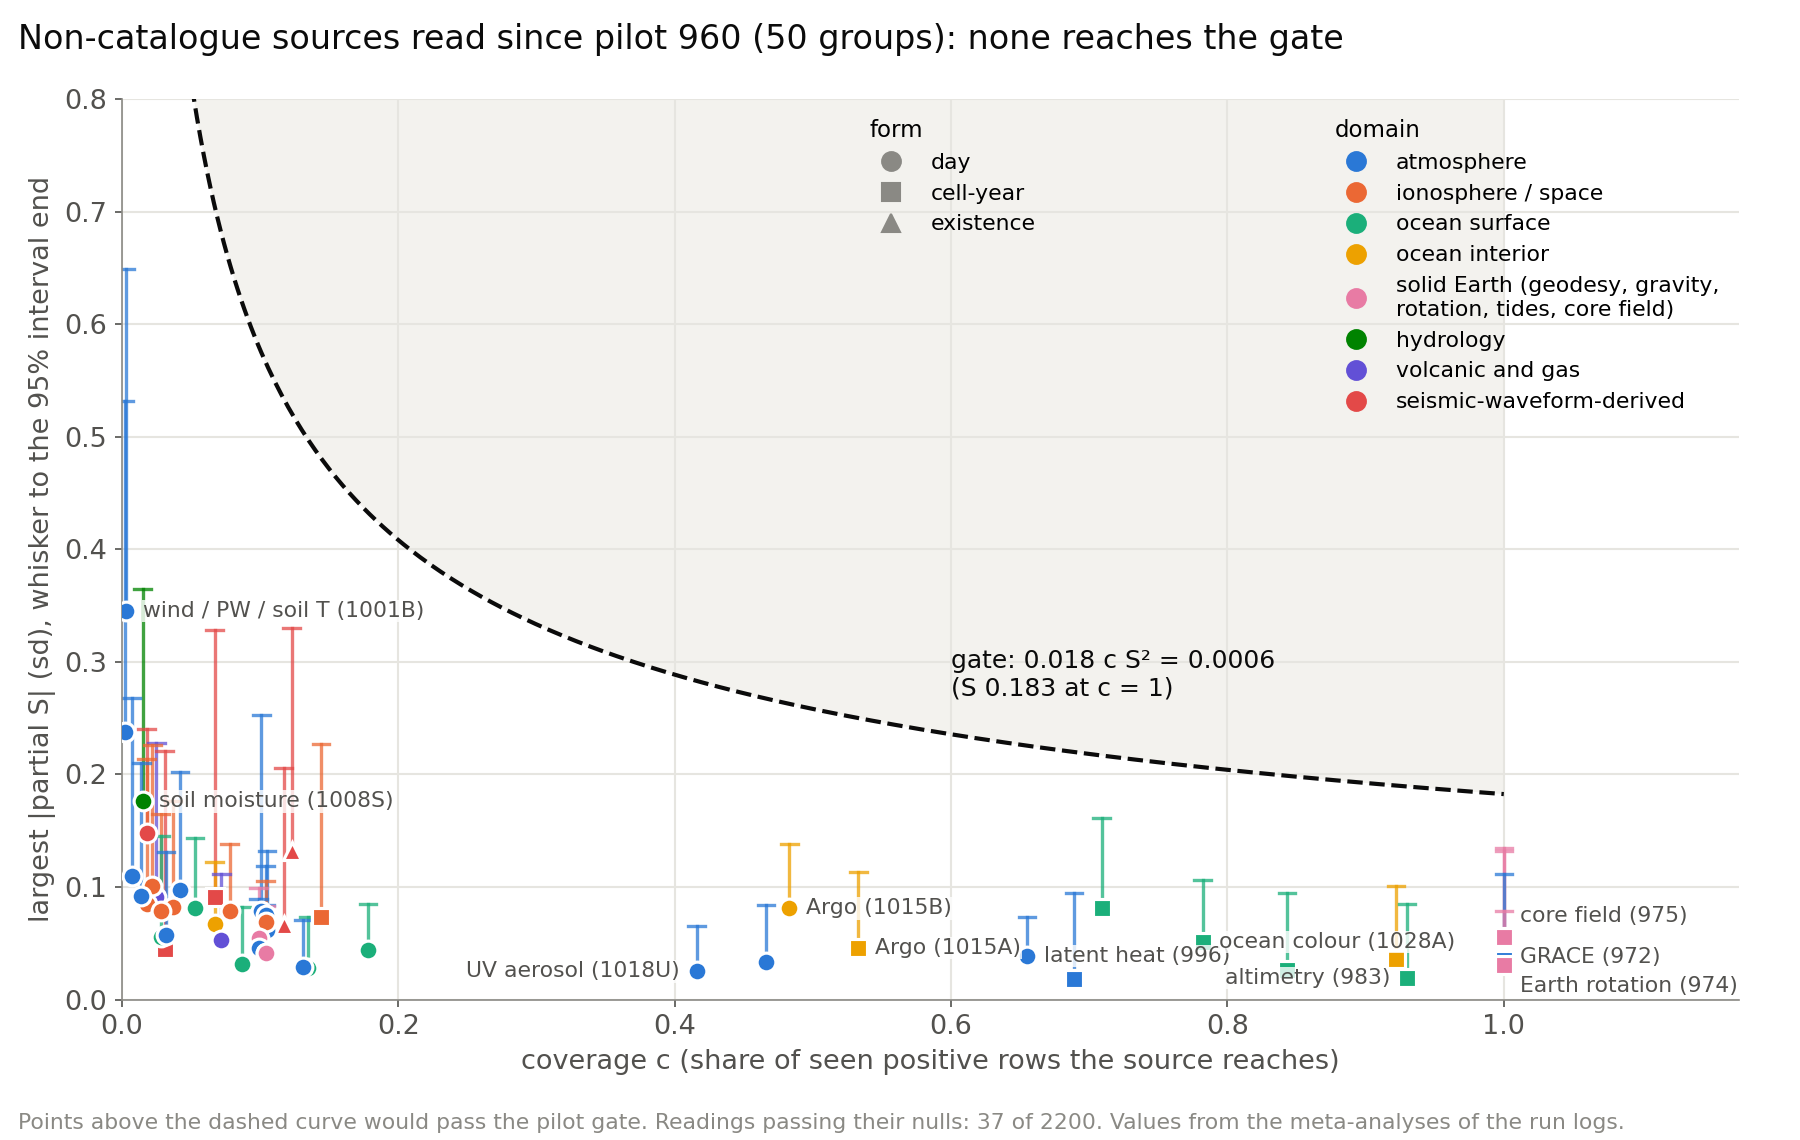 Non-catalogue sources read since pilot 960 (50 groups): none reaches the gate
largest |partial S| (sd), whisker to the 95% interval end
0.8
0.7
0.6
0.5
0.4
0.3
0.2
0.1
0.0
form
day
cell-year
existence
domain
atmosphere
ionosphere / space
ocean surface
ocean interior
solid Earth (geodesy, gravity,
rotation, tides, core field)
hydrology
volcanic and gas
seismic-waveform-derived
wind / PW / soil T (1001B)
gate: 0.018 c S² = 0.0006
(S 0.183 at c = 1)
soil moisture (1008S)
Argo (1015B)
core field (975)
Argo (1015A)
ocean colour (1028A)
latent heat (996)
GRACE (972)
UV aerosol (1018U)
altimetry (983)
Earth rotation (974)
0.0
0.2
0.4
0.6
0.8
1.0
coverage c (share of seen positive rows the source reaches)
Points above the dashed curve would pass the pilot gate. Readings passing their nulls: 37 of 2200. Values from the meta-analyses of the run logs.